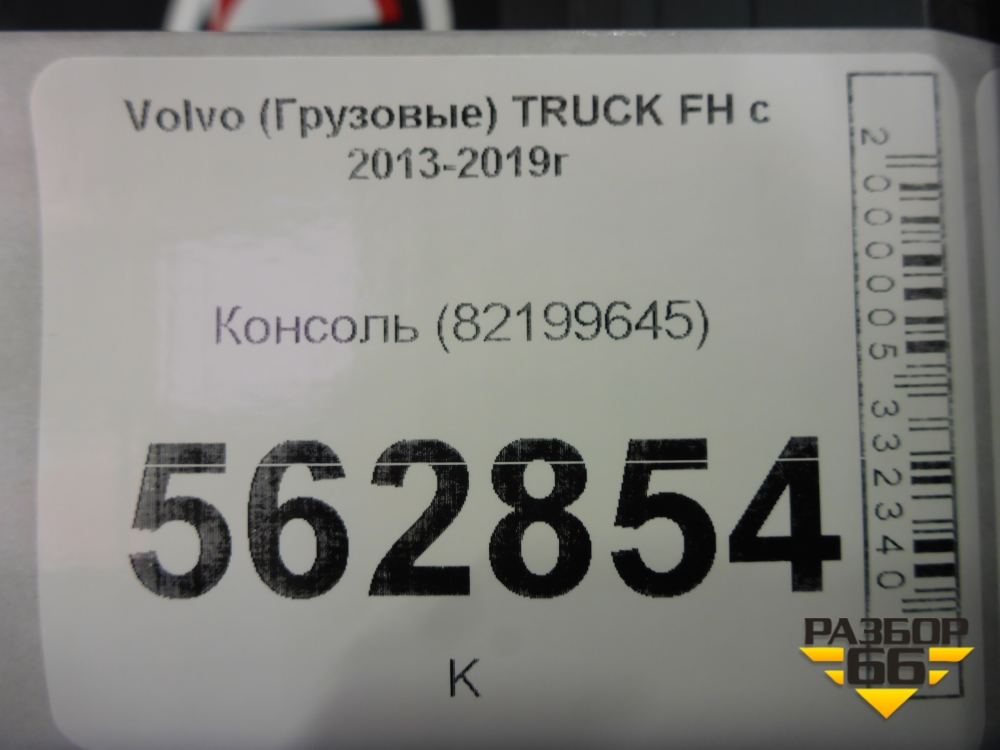 Volvo (Грузовые) TRUCK FH с
2013-2019г
Консоль (82199645)
562854
К
2000005332340
РАЗБОР
66